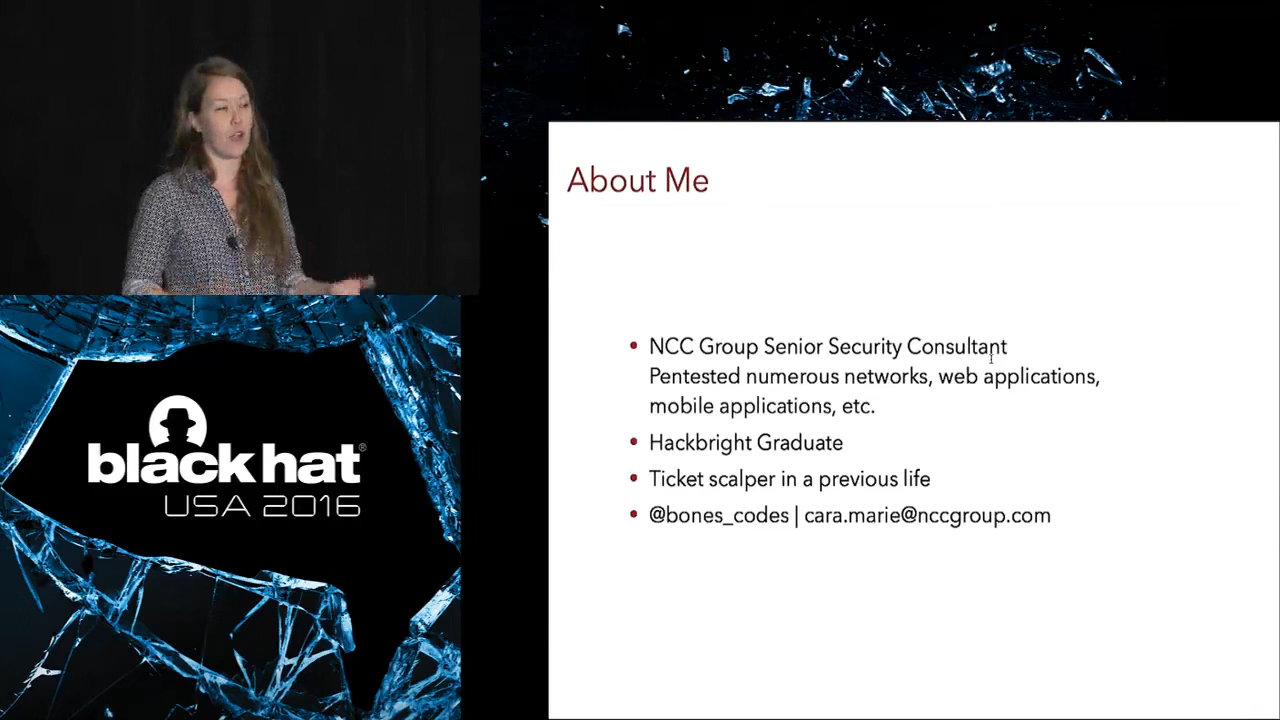 About Me
• NCC Group Senior Security Consultant
Pentested numerous networks, web applications,
mobile applications, etc.
• Hackbright Graduate
• Ticket scalper in a previous life
• @bones_codes | cara.marie@nccgroup.com
black hat®
USA 2016